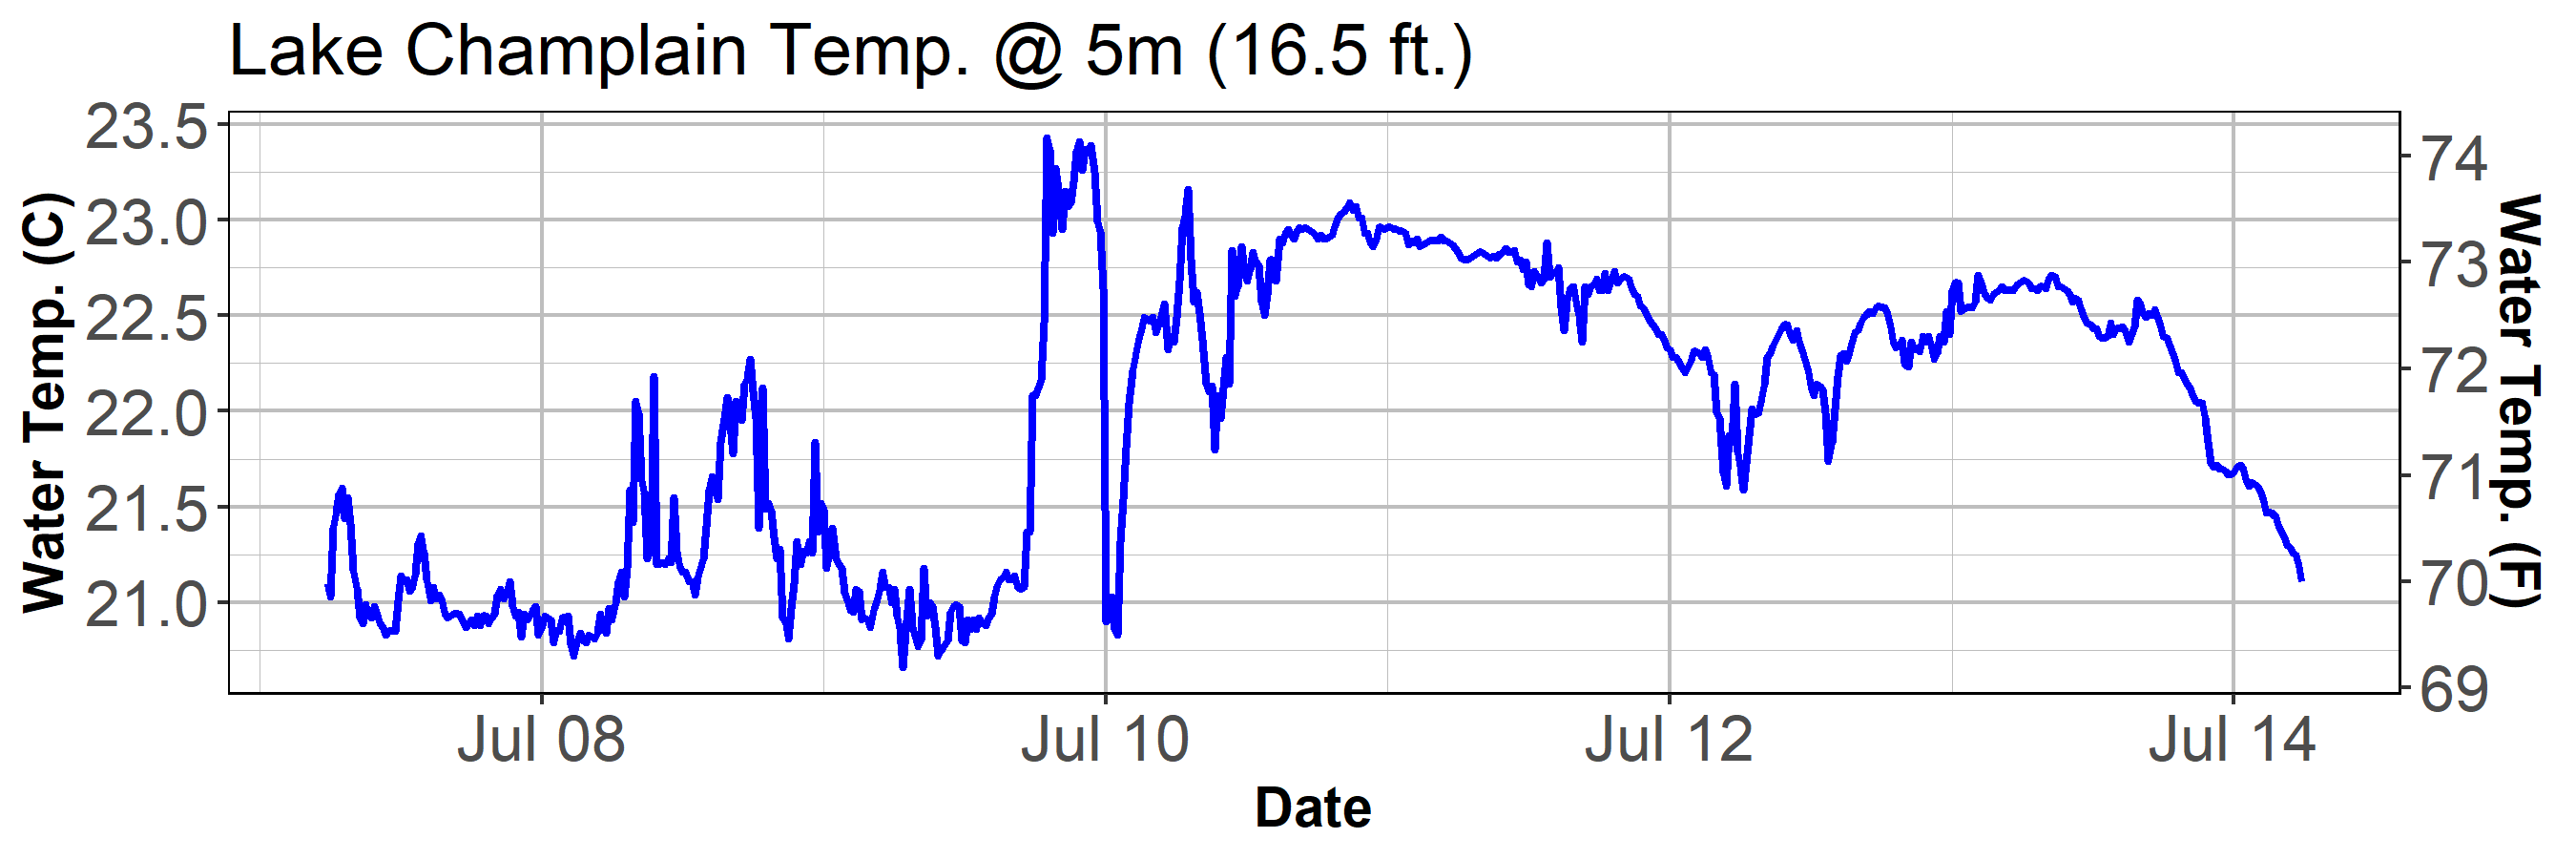 Lake Champlain Temp. @ 5m (16.5 ft.)
Water Temp. (C)
23.5
23.0
22.5
22.0
21.5
21.0
74
73
72
71
70
69
Water Temp. (F)
Jul 08 Jul 10 Jul 12 Jul 14
Date